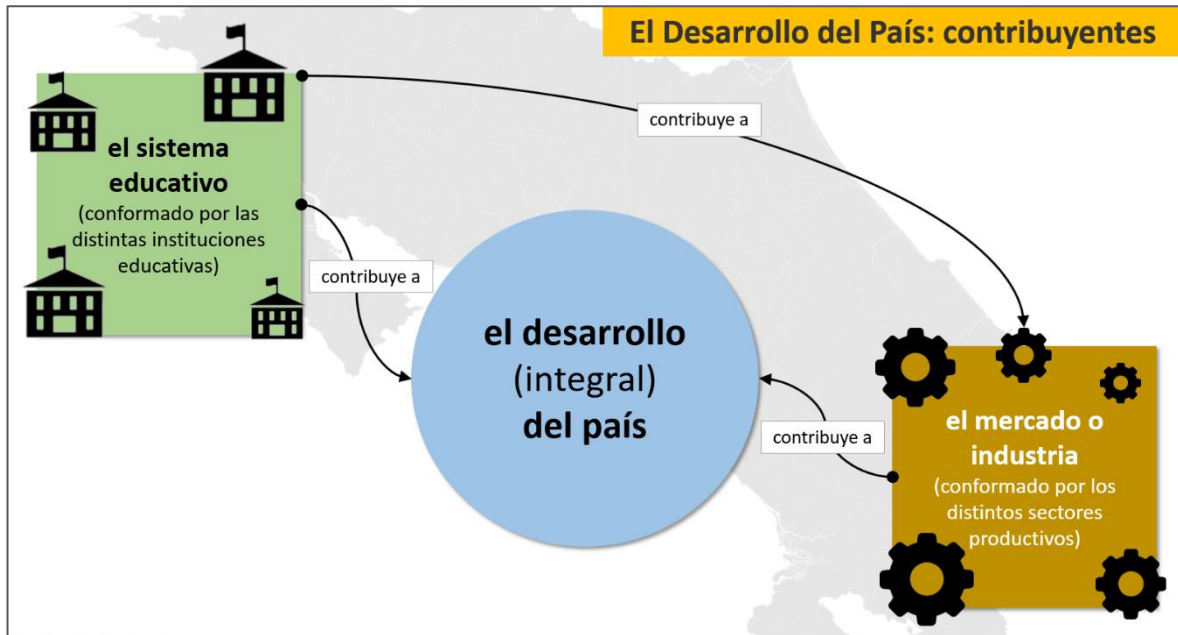 El Desarrollo del País: contribuyentes
contribuye a
el sistema
educativo
(conformado por las
distintas instituciones
educativas)
contribuye a
el desarrollo
(integral)
del país
contribuye a
el mercado o
industria
(conformado por los
distintos sectores
productivos)